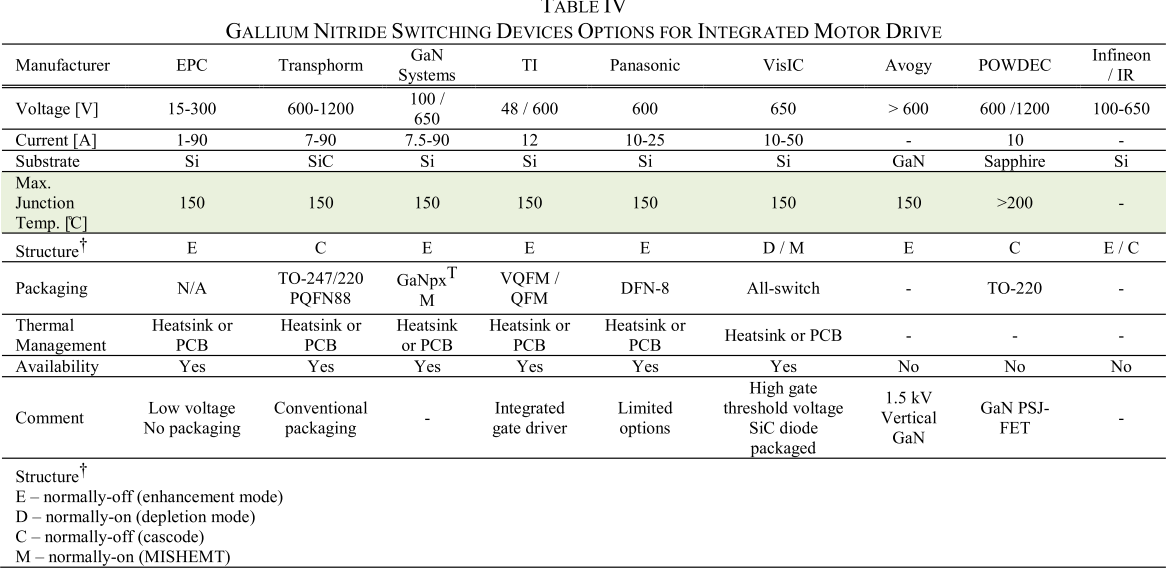 TABLE IV
GALLIUM NITRIDE SWITCHING DEVICES OPTIONS FOR INTEGRATED MOTOR DRIVE
Manufacturer EPC Transphorm GaN Systems TI Panasonic VisIC Avogy POWDEC Infineon / IR
Voltage [V] 15-300 600-1200 100 / 650 48 / 600 600 650 > 600 600 /1200 100-650
Current [A] 1-90 7-90 7.5-90 12 10-25 10-50 - 10 -
Substrate Si SiC Si Si Si Si GaN Sapphire Si
Max. Junction Temp. [̊C] 150 150 150 150 150 150 150 >200 -
Structure† E C E E E D / M E C E / C
Packaging N/A TO-247/220 PQFN88 GaNpxTM VQFM / QFM DFN-8 All-switch - TO-220 -
Thermal Management Heatsink or PCB Heatsink or PCB Heatsink or PCB Heatsink or PCB Heatsink or PCB Heatsink or PCB - - -
Availability Yes Yes Yes Yes Yes Yes No No No
Comment Low voltage No packaging Conventional packaging - Integrated gate driver Limited options High gate threshold voltage SiC diode packaged 1.5 kV Vertical GaN GaN PSJ-FET -
Structure†
E – normally-off (enhancement mode)
D – normally-on (depletion mode)
C – normally-off (cascode)
M – normally-on (MISHEMT)